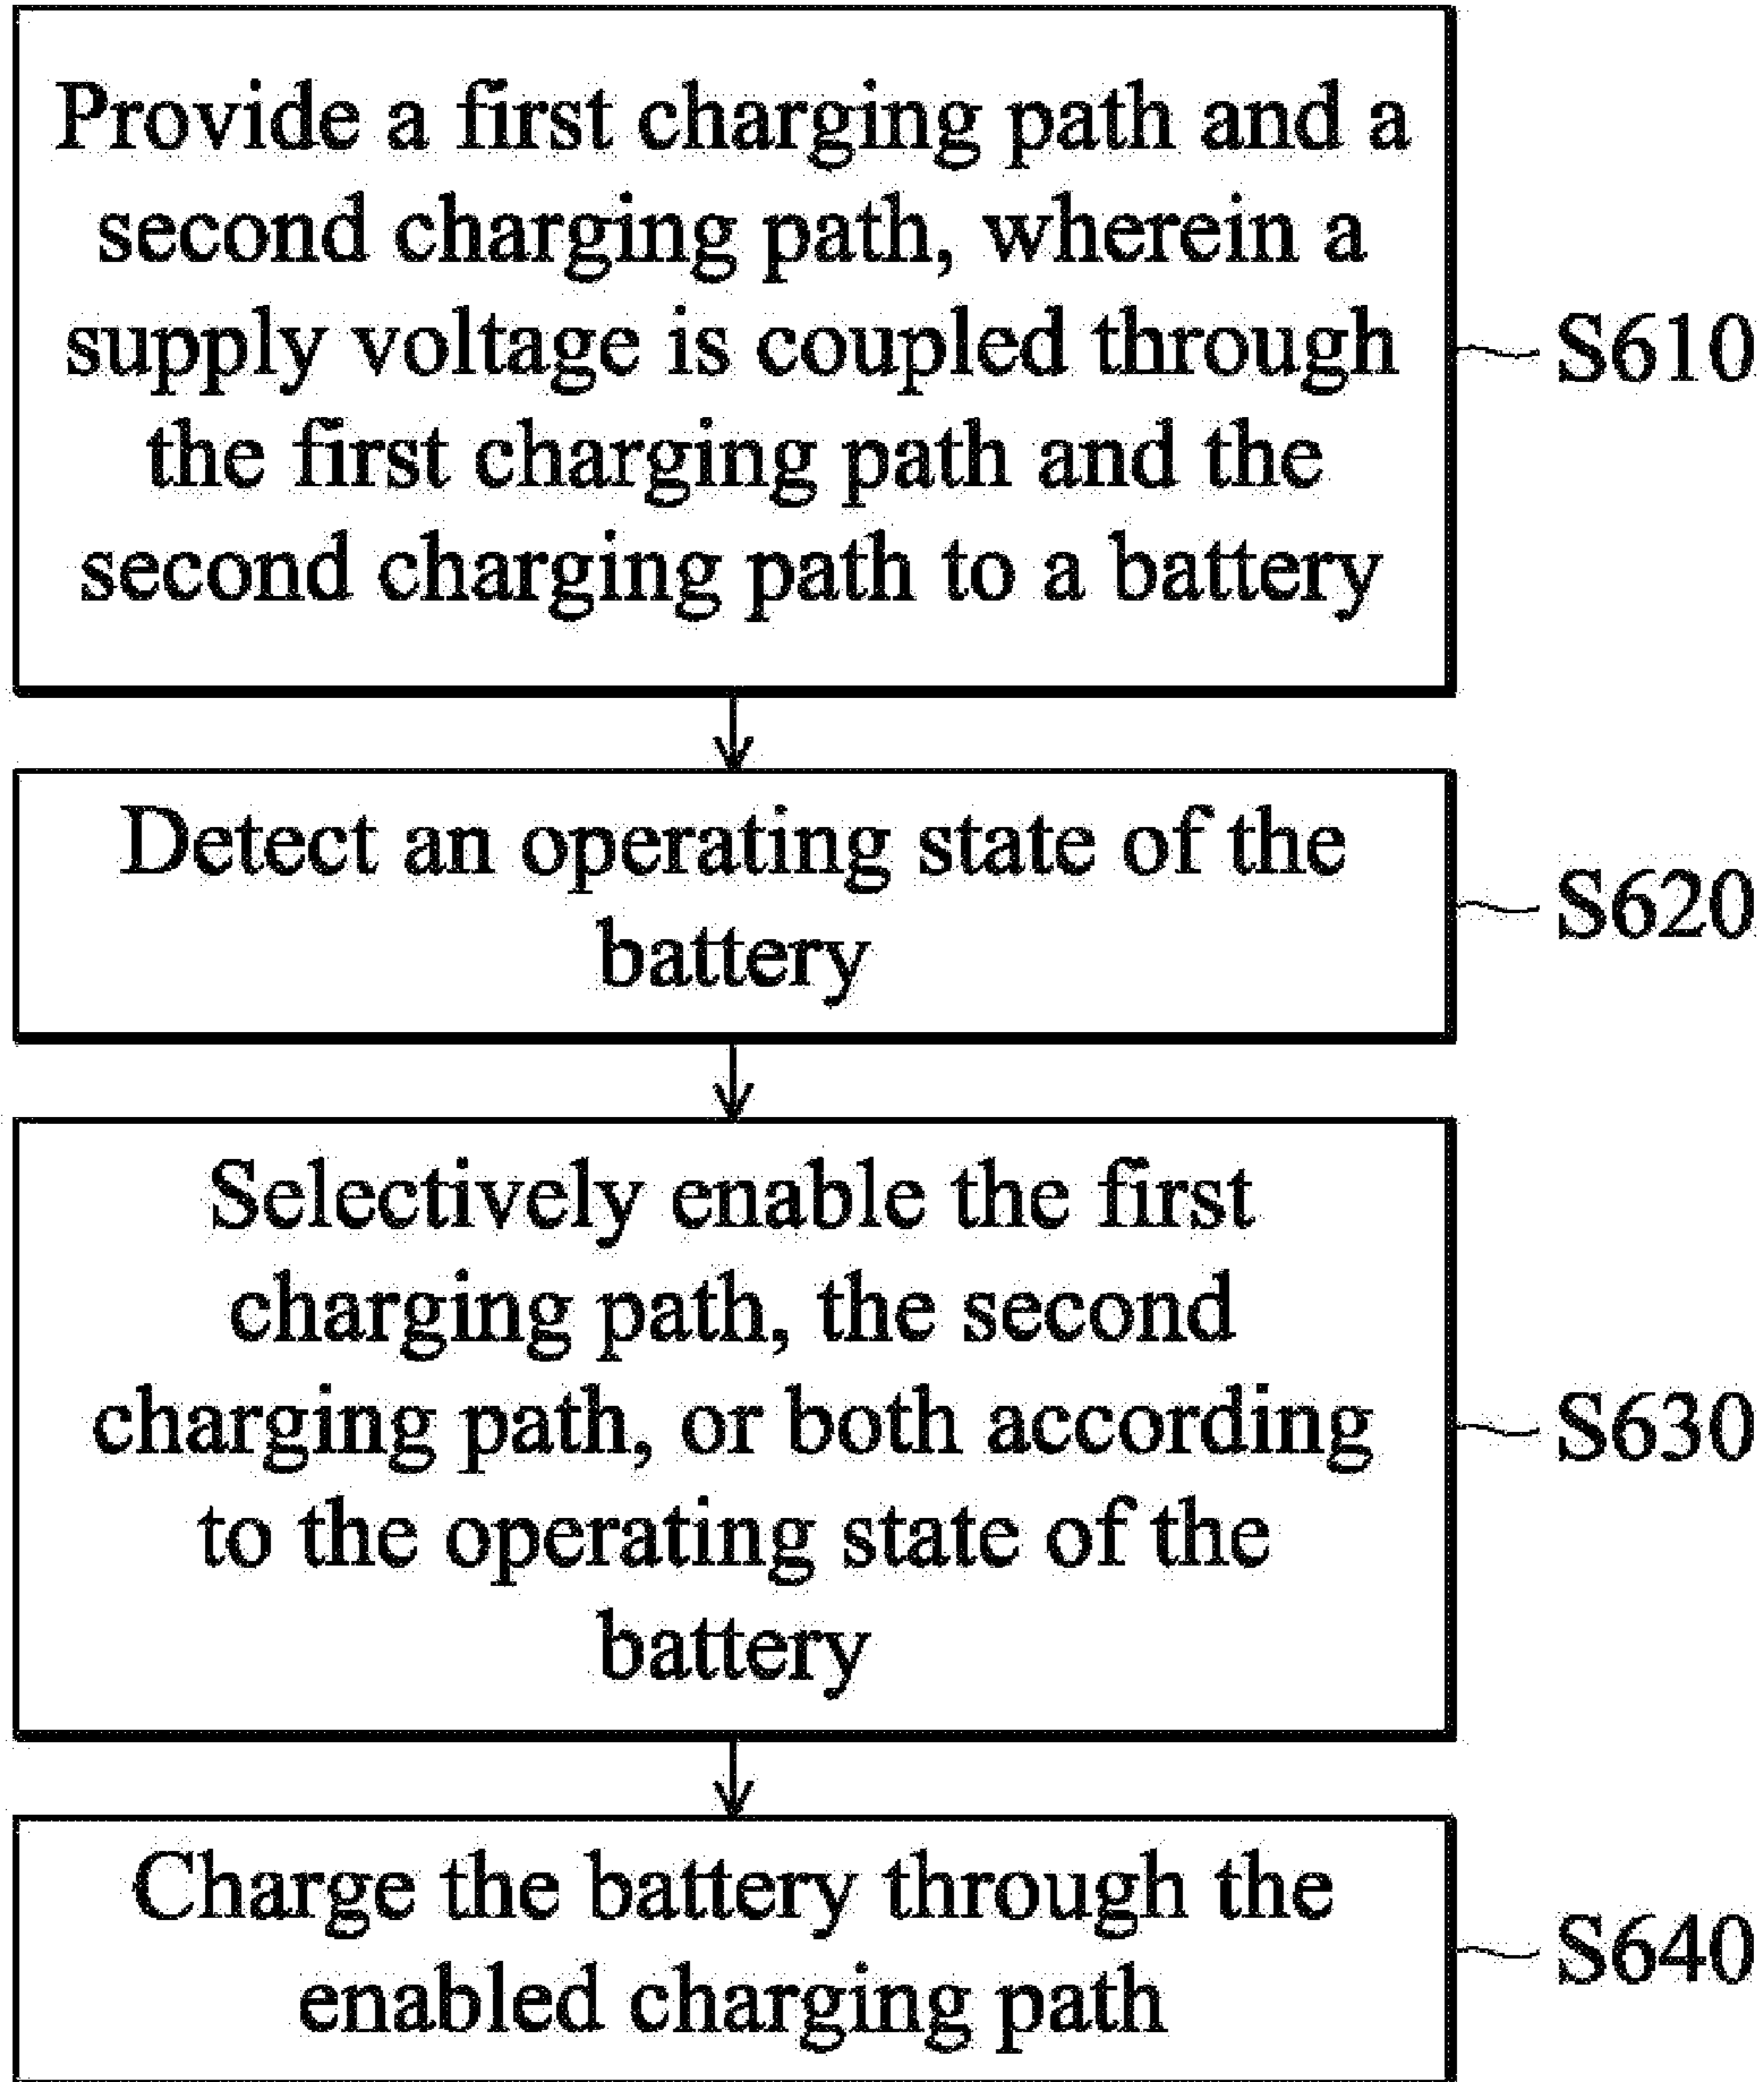 Provide a first charging path and a
second charging path, wherein a
supply voltage is coupled through
the first charging path and the
second charging path to a battery
S610
Detect an operating state of the
battery
S620
Selectively enable the first
charging path, the second
charging path, or both according
to the operating state of the
battery
S630
Charge the battery through the
enabled charging path
S640